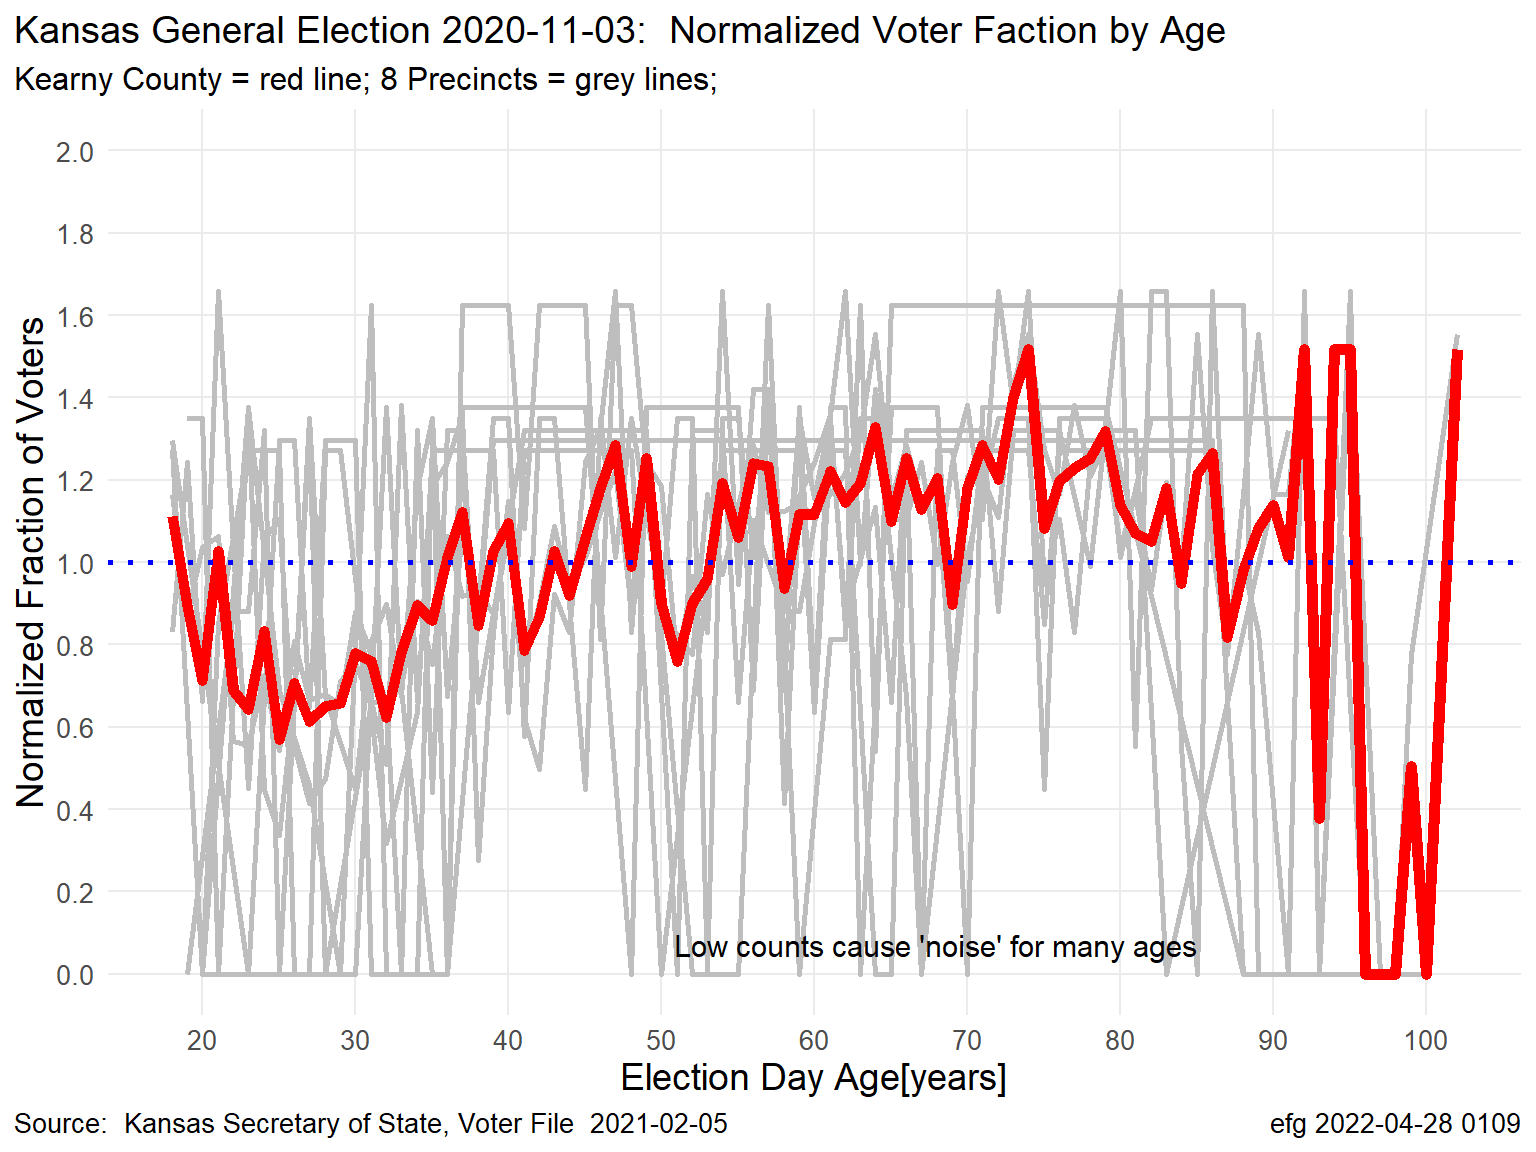 Kansas General Election 2020-11-03:  Normalized Voter Faction by Age
Kearny County = red line; 8 Precincts = grey lines;
Normalized Fraction of Voters
2.0
1.8
1.6
1.4
1.2
1.0
0.8
0.6
0.4
0.2
0.0
Low counts cause 'noise' for many ages
20 30 40 50 60 70 80 90 100
Election Day Age[years]
Source:  Kansas Secretary of State, Voter File  2021-02-05
efg 2022-04-28 0109